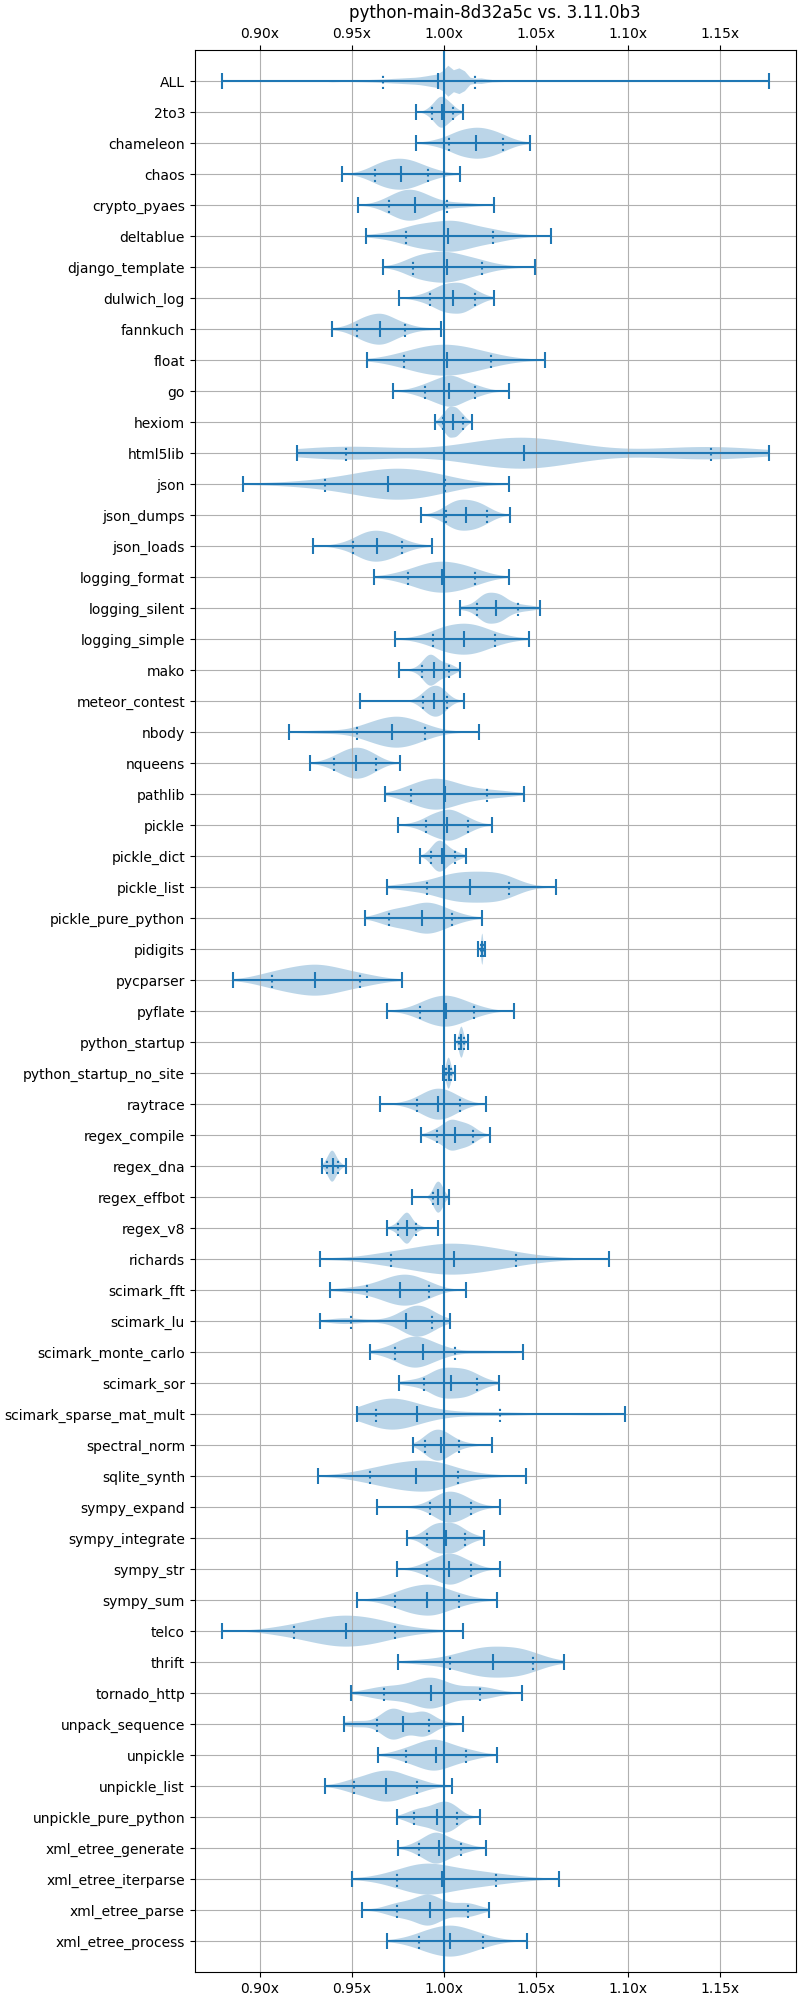 python-main-8d32a5c vs. 3.11.0b3
0.90x 0.95x 1.00x 1.05x 1.10x 1.15x
ALL
2to3
chameleon
chaos
crypto_pyaes
deltablue
django_template
dulwich_log
fannkuch
float
go
hexiom
html5lib
json
json_dumps
json_loads
logging_format
logging_silent
logging_simple
mako
meteor_contest
nbody
nqueens
pathlib
pickle
pickle_dict
pickle_list
pickle_pure_python
pidigits
pycparser
pyflate
python_startup
python_startup_no_site
raytrace
regex_compile
regex_dna
regex_effbot
regex_v8
richards
scimark_fft
scimark_lu
scimark_monte_carlo
scimark_sor
scimark_sparse_mat_mult
spectral_norm
sqlite_synth
sympy_expand
sympy_integrate
sympy_str
sympy_sum
telco
thrift
tornado_http
unpack_sequence
unpickle
unpickle_list
unpickle_pure_python
xml_etree_generate
xml_etree_iterparse
xml_etree_parse
xml_etree_process
0.90x 0.95x 1.00x 1.05x 1.10x 1.15x